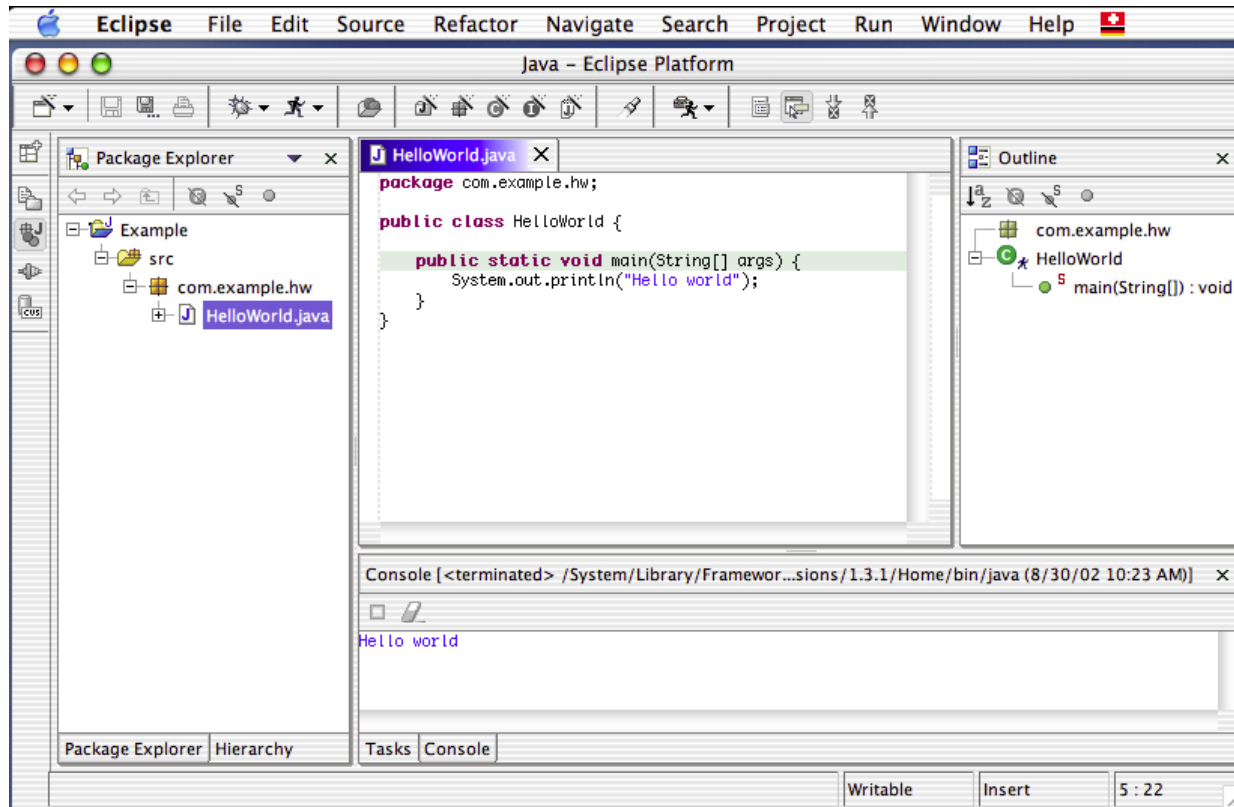 Eclipse File Edit Source Refactor Navigate Search Project Run Window Help
Java – Eclipse Platform
Package Explorer
Example
src
com.example.hw
HelloWorld.java
Package Explorer Hierarchy
HelloWorld.java
package com.example.hw;
public class HelloWorld {
public static void main(String[] args) {
System.out.println("Hello world");
}
}
Outline
com.example.hw
HelloWorld
main(String[]) : void
Console [<terminated> /System/Library/Framewor...sions/1.3.1/Home/bin/java (8/30/02 10:23 AM)]
Hello world
Tasks Console
Writable Insert 5 : 22